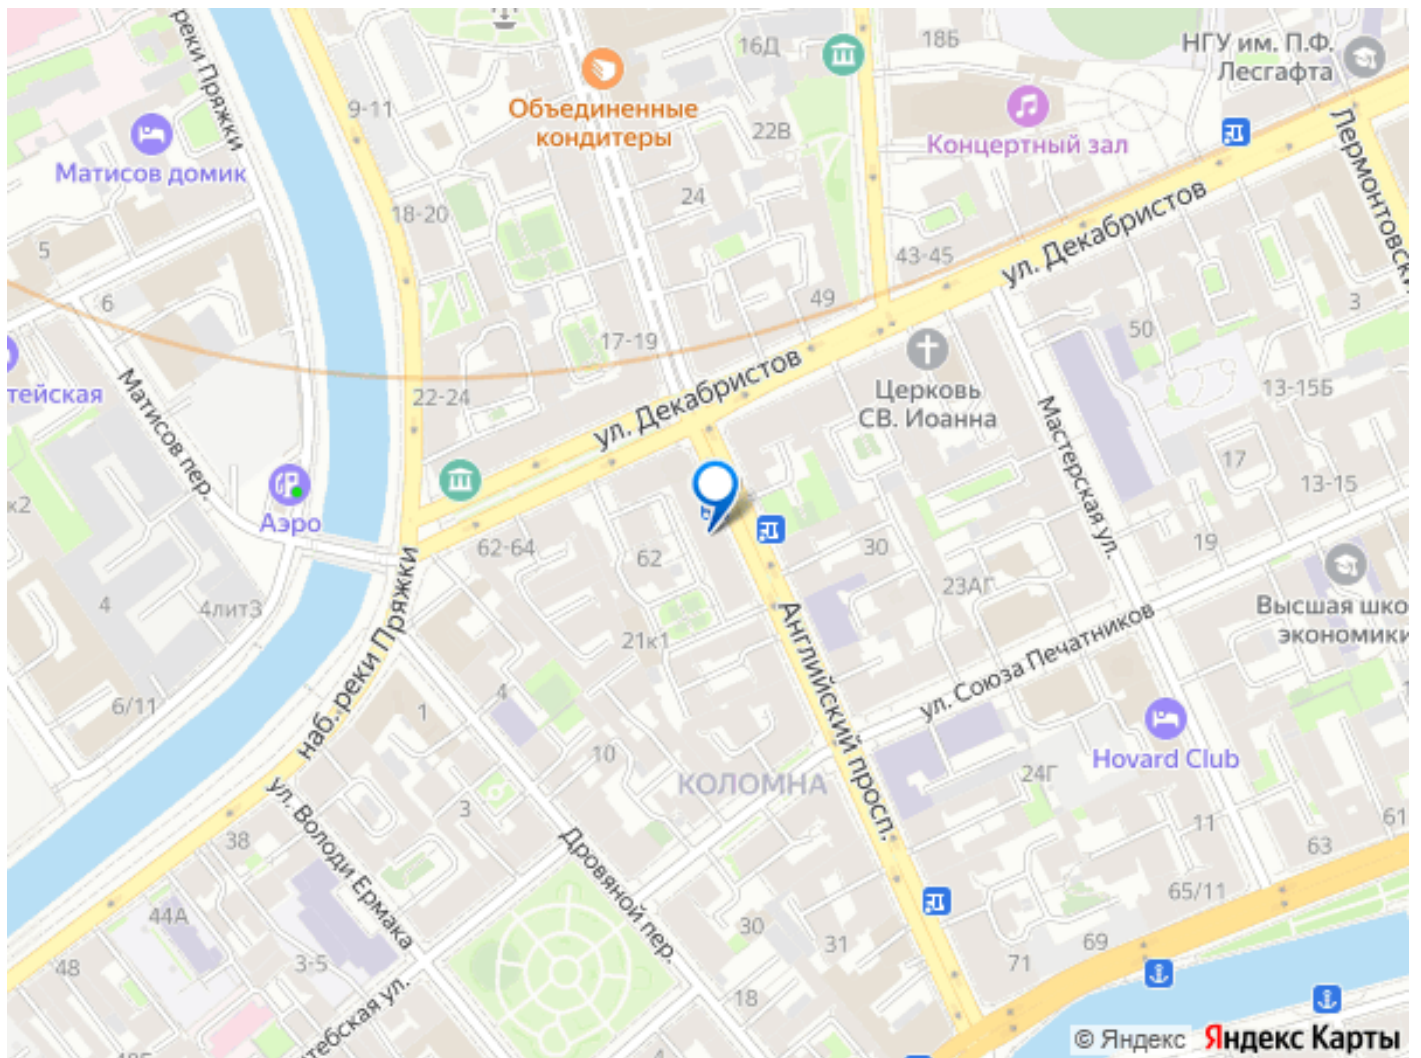 реки Пряжки
16Д
18Б
НГУ им. П.Ф.
Лесгафта
9-11
Объединенные
кондитеры
22В
Концертный зал
Матисов домик
Лермонтовски
24
18-20
5
43-45
ул. Декабристов
6
49
3
17-19
50
тейская
22-24
ул. Декабристов
Церковь
СВ. Иоанна
13-15Б
Матисов пер.
Мастерская ул.
17
13-15
к2
Аэро
62-64
62
30
19
4
4лит3
23АГ
Высшая шко
экономики
наб. реки Пряжки
21к1
Английский просп.
ул. Союза Печатников
6/11
1
4
10
КОЛОМНА
24Г
Hovard Club
ул. Володи Ермака
3
38
11
61
63
Дровяной пер.
65/11
44А
30
31
69
71
48
3-5
18
тебская ул.
© Яндекс Яндекс Карты